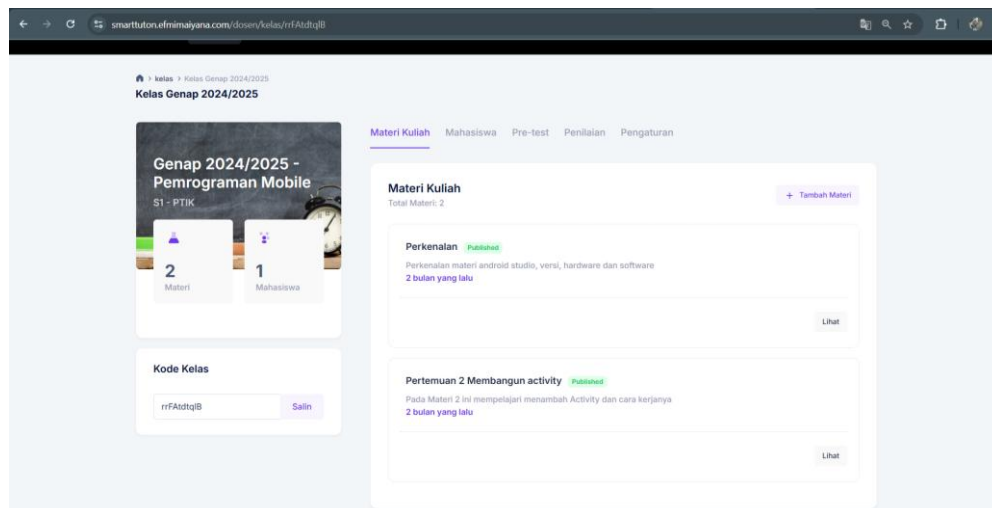 smarttuton.efmimaiyana.com/dosen/kelas/rrFAtdtqlB
> kelas > Kelas Genap 2024/2025
Kelas Genap 2024/2025
Genap 2024/2025 -
Pemrograman Mobile
S1 - PTIK
2
Materi
1
Mahasiswa
Kode Kelas
rrFAtdtqlB
Salin
Materi Kuliah Mahasiswa Pre-test Penilaian Pengaturan
Materi Kuliah
Total Materi: 2
+ Tambah Materi
Perkenalan Published
Perkenalan materi android studio, versi, hardware dan software
2 bulan yang lalu
Lihat
Pertemuan 2 Membangun activity Published
Pada Materi 2 ini mempelajari menambah Activity dan cara kerjanya
2 bulan yang lalu
Lihat